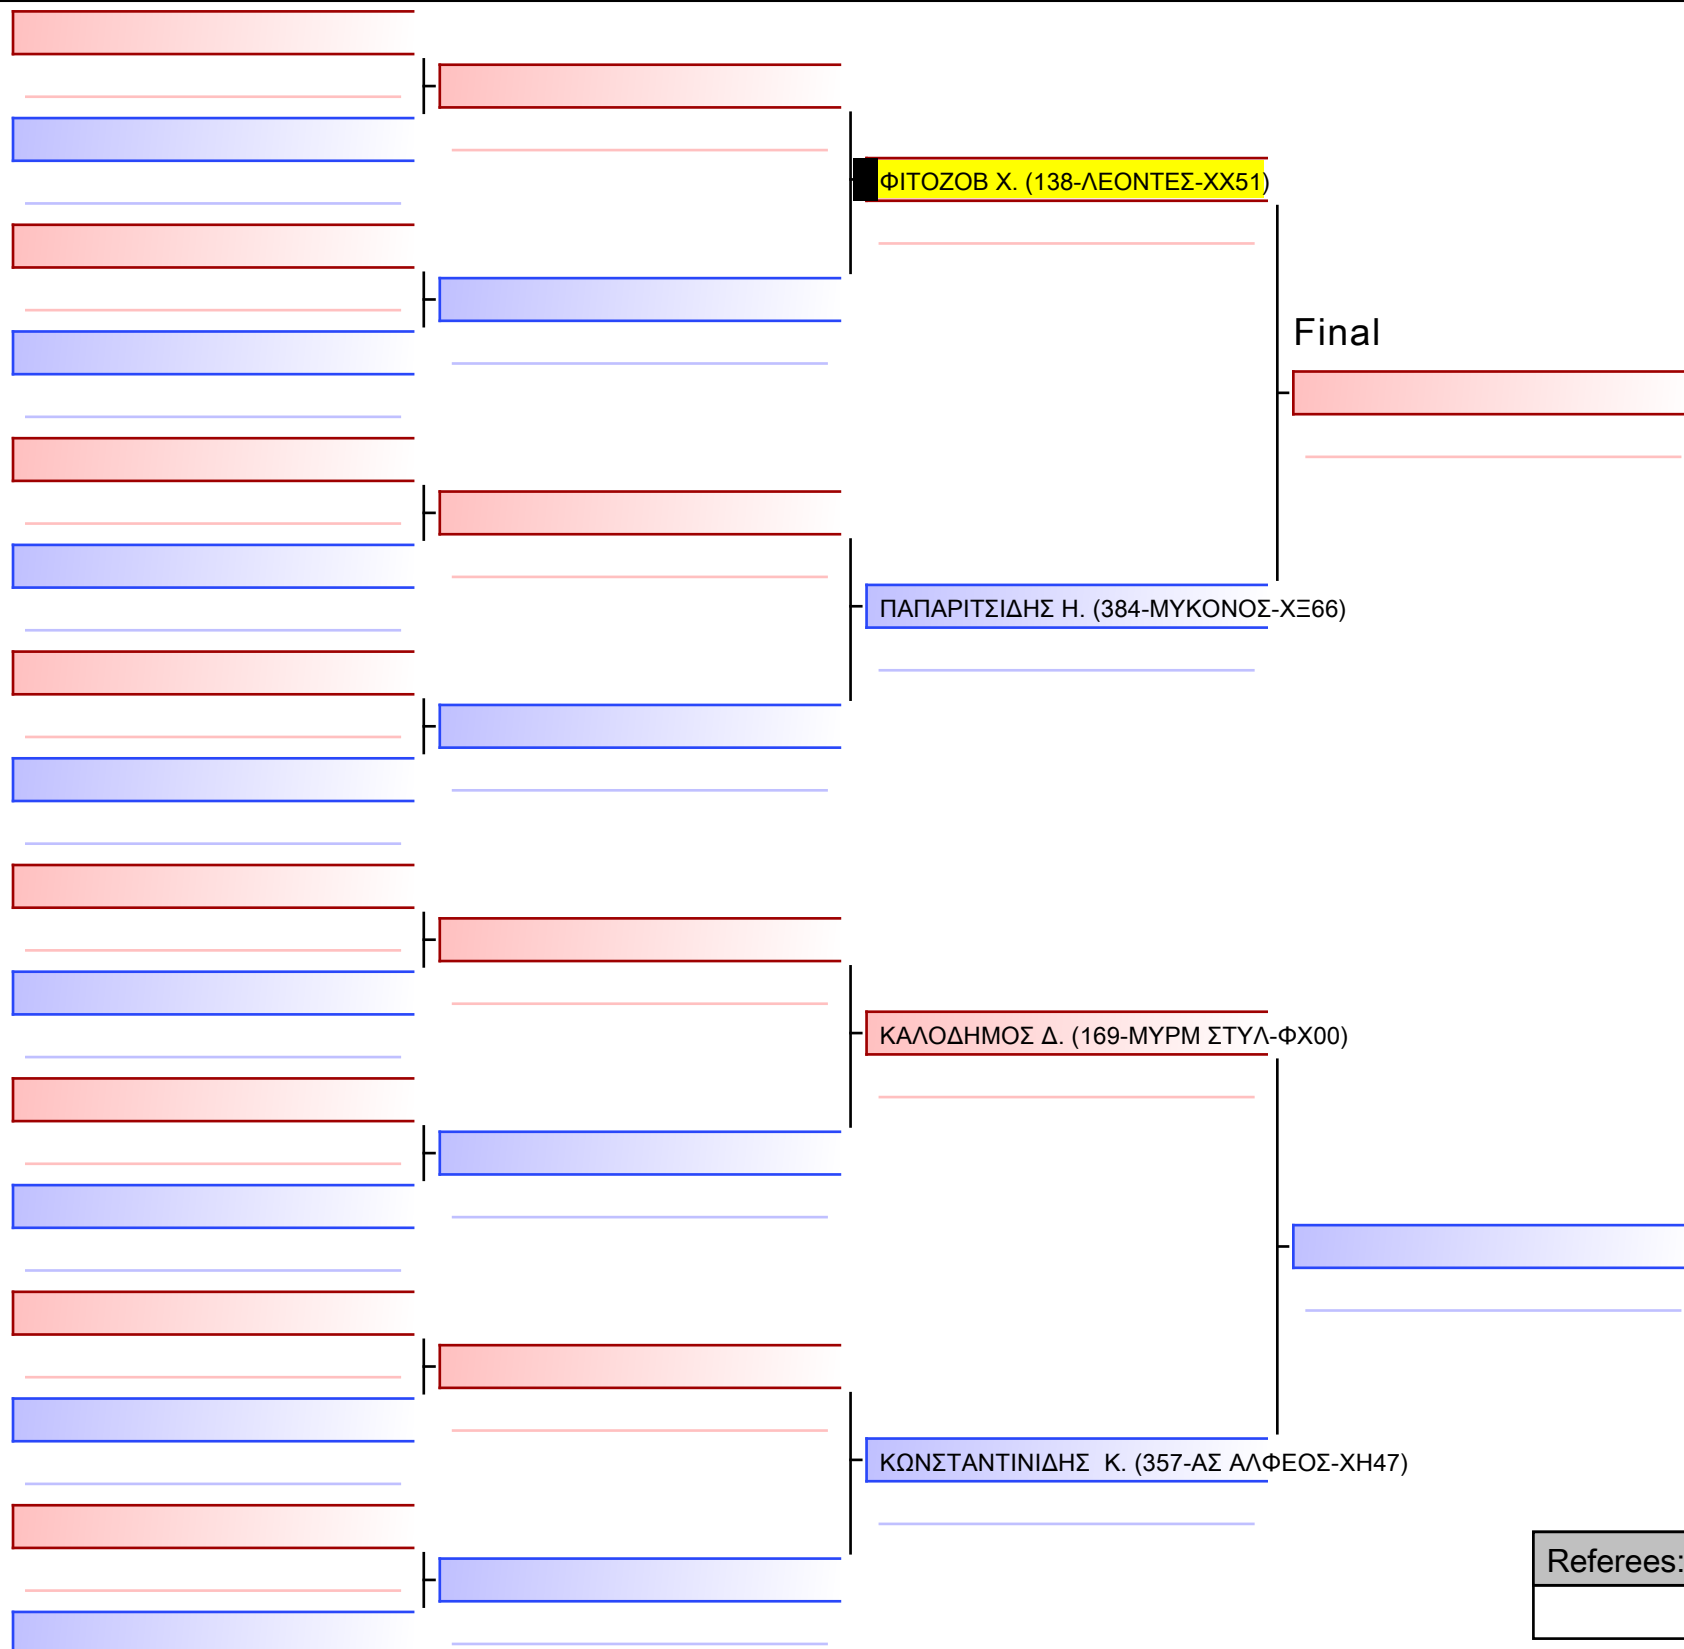 ΦΙΤΟΖΟΒ Χ. (138-ΛΕΟΝΤΕΣ-ΧΧ51)
Final
ΠΑΠΑΡΙΤΣΙΔΗΣ Η. (384-ΜΥΚΟΝΟΣ-ΧΞ66)
ΚΑΛΟΔΗΜΟΣ Δ. (169-ΜΥΡΜ ΣΤΥΛ-ΦΧ00)
ΚΩΝΣΤΑΝΤΙΝΙΔΗΣ  Κ. (357-ΑΣ ΑΛΦΕΟΣ-ΧΗ47)
Referees: